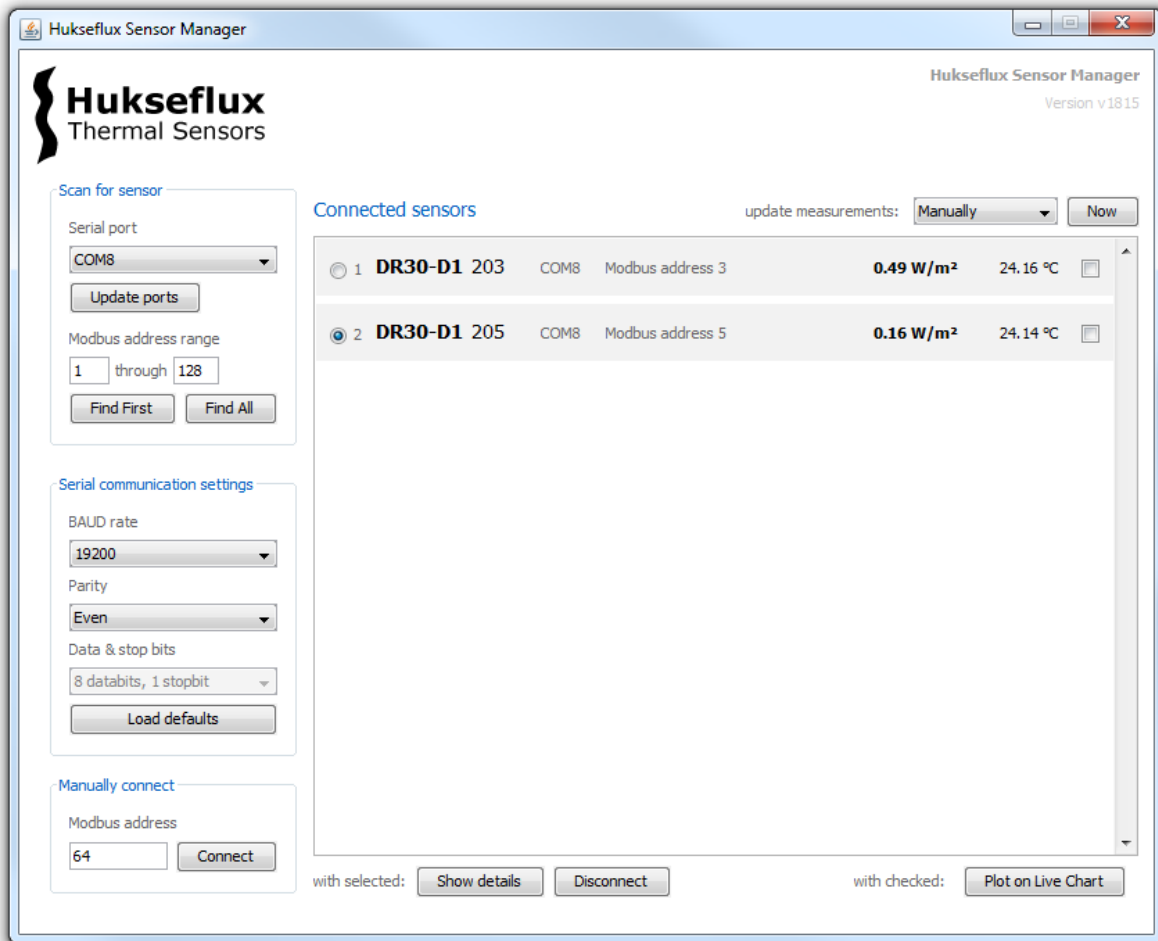 Hukseflux Sensor Manager
Hukseflux
Thermal Sensors
Hukseflux Sensor Manager
Version v1815
Scan for sensor
Serial port
COM8
Update ports
Modbus address range
1 through 128
Find First Find All
Serial communication settings
BAUD rate
19200
Parity
Even
Data & stop bits
8 databits, 1 stopbit
Load defaults
Manually connect
Modbus address
64 Connect
Connected sensors update measurements: Manually Now
1 DR30-D1 203 COM8 Modbus address 3 0.49 W/m² 24.16 ºC
2 DR30-D1 205 COM8 Modbus address 5 0.16 W/m² 24.14 ºC
with selected: Show details Disconnect with checked: Plot on Live Chart